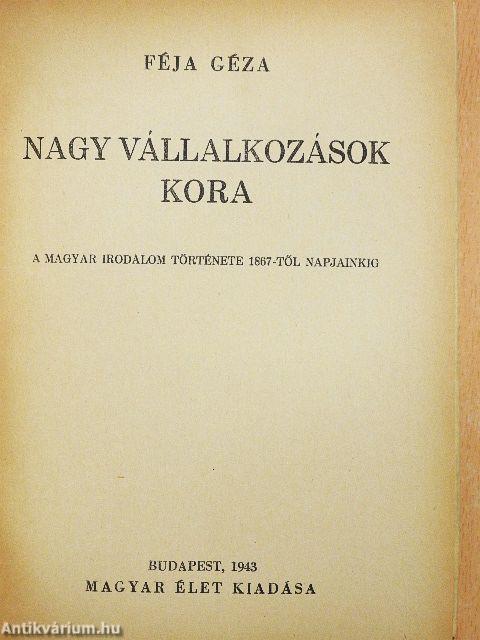 FÉJA GÉZA
NAGY VÁLLALKOZÁSOK
KORA
A MAGYAR IRODALOM TÖRTÉNETE 1867-TŐL NAPJAINKIG
BUDAPEST, 1943
MAGYAR ÉLET KIADÁSA
Antikvárium.hu